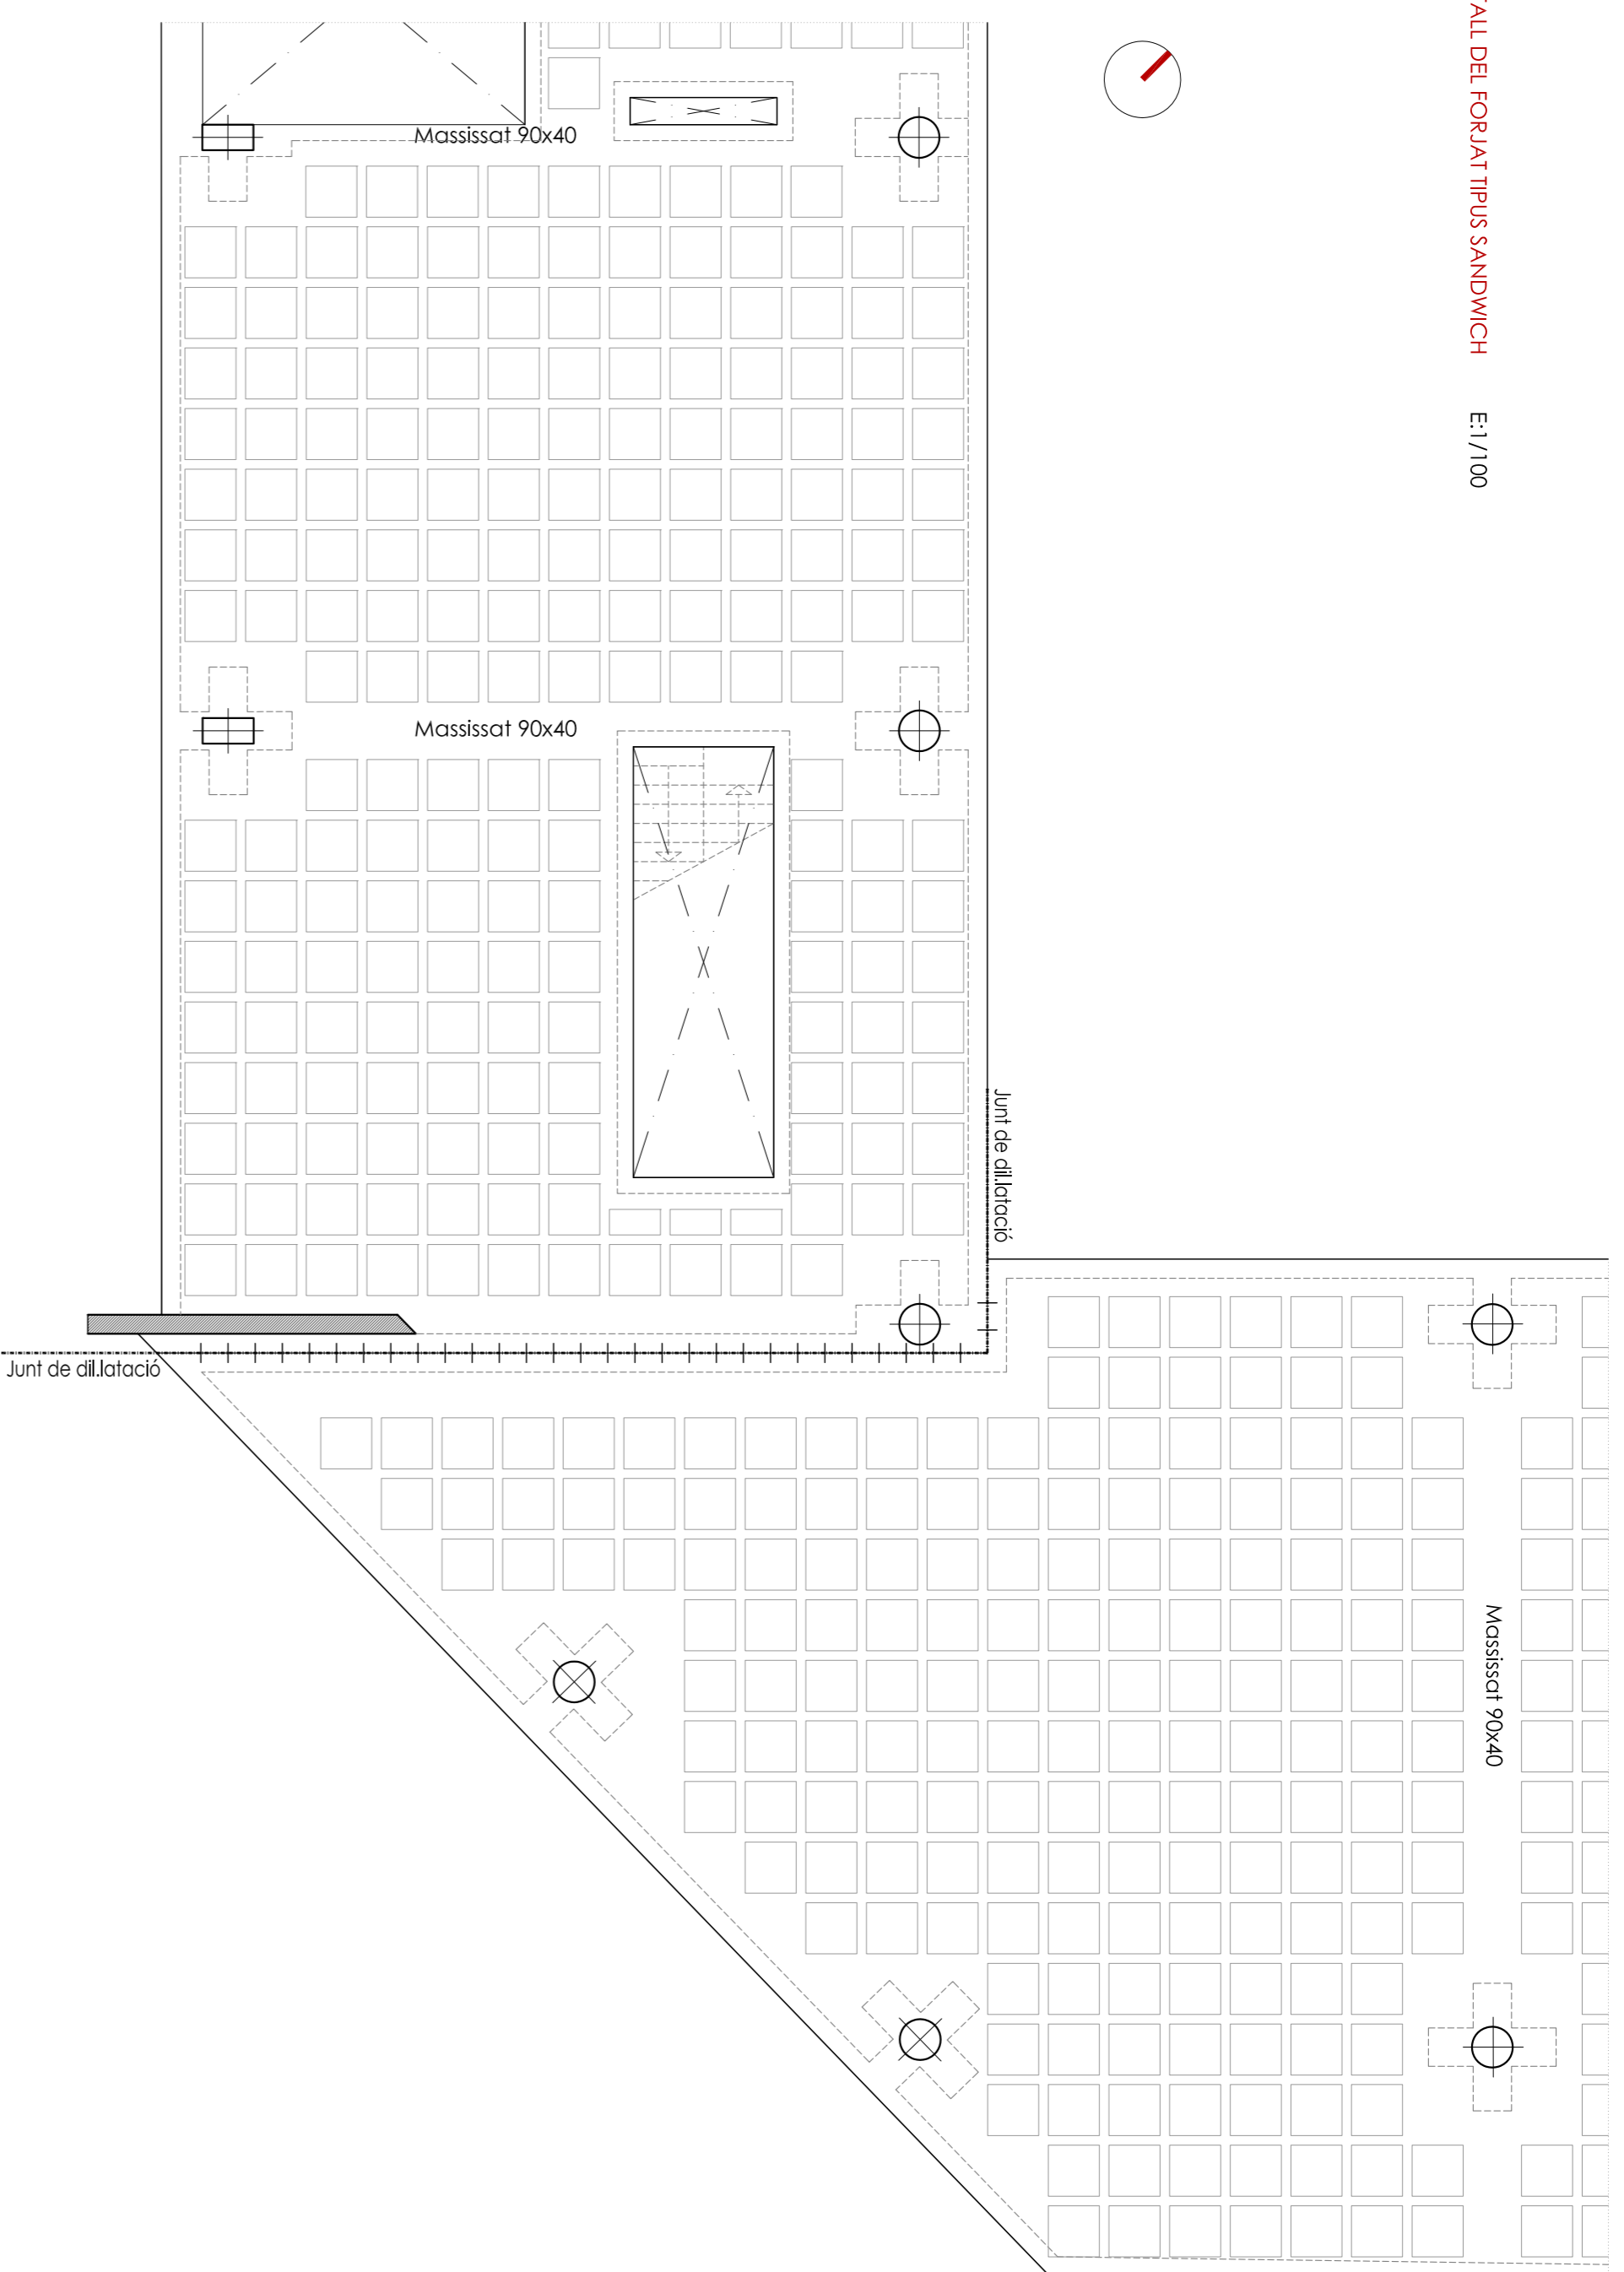 ALL DEL FORJAT TIPUS SANDWICH E:1/100
Massissat 90x40
Massissat 90x40
Junt de dil.latació
Junt de dil.latació
Massissat 90x40